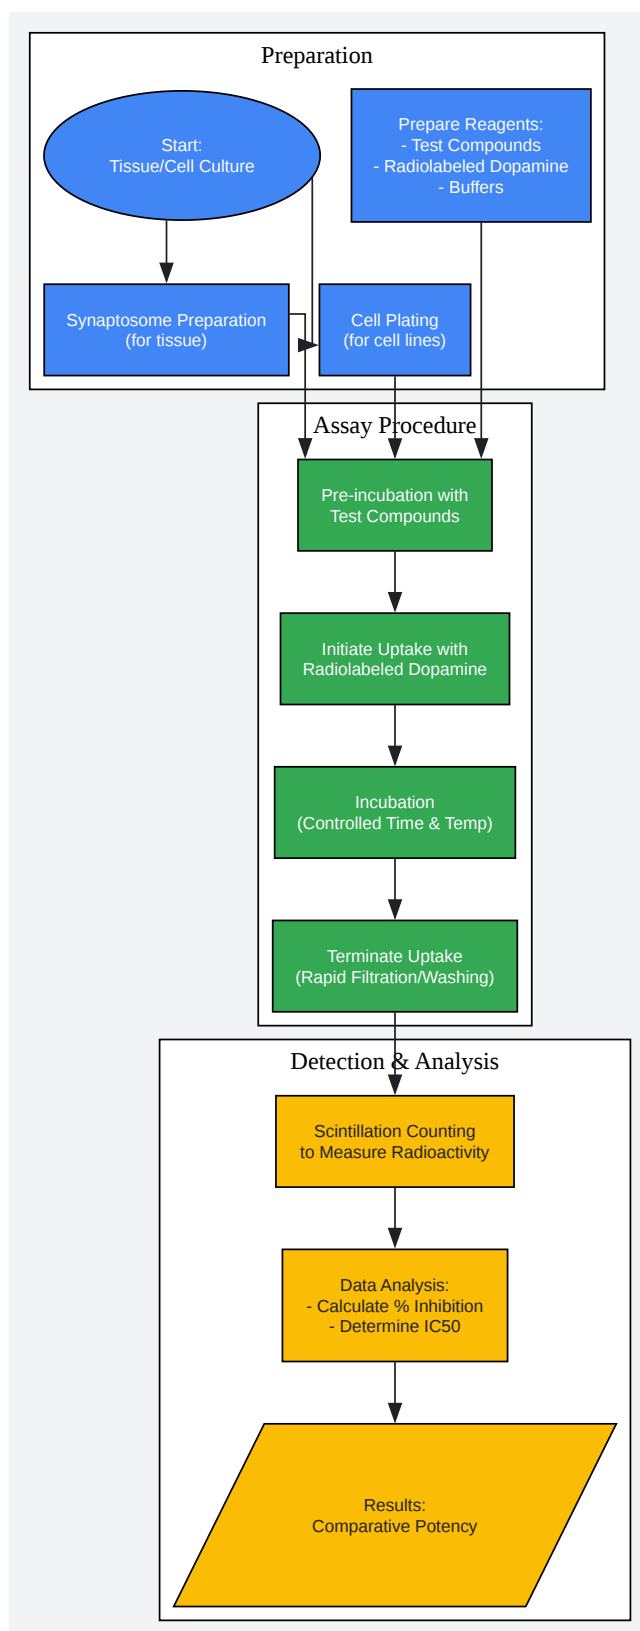 Preparation
Start:
Tissue/Cell Culture
Prepare Reagents:
- Test Compounds
- Radiolabeled Dopamine
- Buffers
Synaptosome Preparation
(for tissue)
Cell Plating
(for cell lines)
Assay Procedure
Pre-incubation with
Test Compounds
Initiate Uptake with
Radiolabeled Dopamine
Incubation
(Controlled Time & Temp)
Terminate Uptake
(Rapid Filtration/Washing)
Detection & Analysis
Scintillation Counting
to Measure Radioactivity
Data Analysis:
- Calculate % Inhibition
- Determine IC50
Results:
Comparative Potency